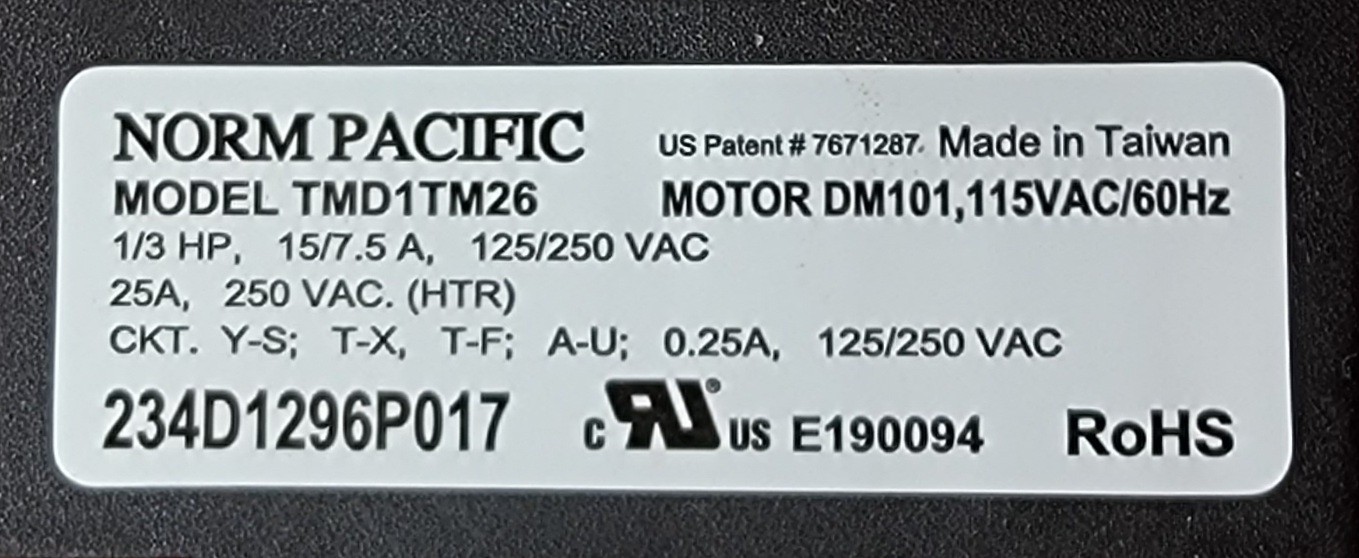 NORM PACIFIC US Patent # 7671287. Made in Taiwan
MODEL TMD1TM26 MOTOR DM101,115VAC/60Hz
1/3 HP, 15/7.5 A, 125/250 VAC
25A, 250 VAC. (HTR)
CKT. Y-S; T-X, T-F; A-U; 0.25A, 125/250 VAC
234D1296P017 C RU® US E190094 RoHS